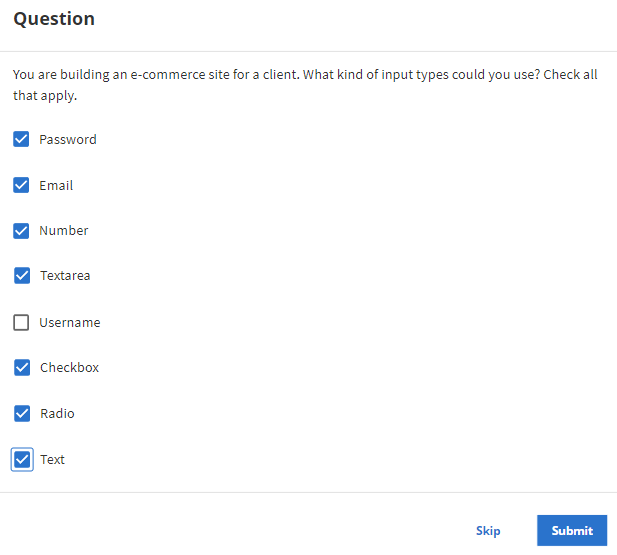 Question
You are building an e-commerce site for a client. What kind of input types could you use? Check all
that apply.
Password
Email
Number
Textarea
Username
Checkbox
Radio
Text
Skip
Submit